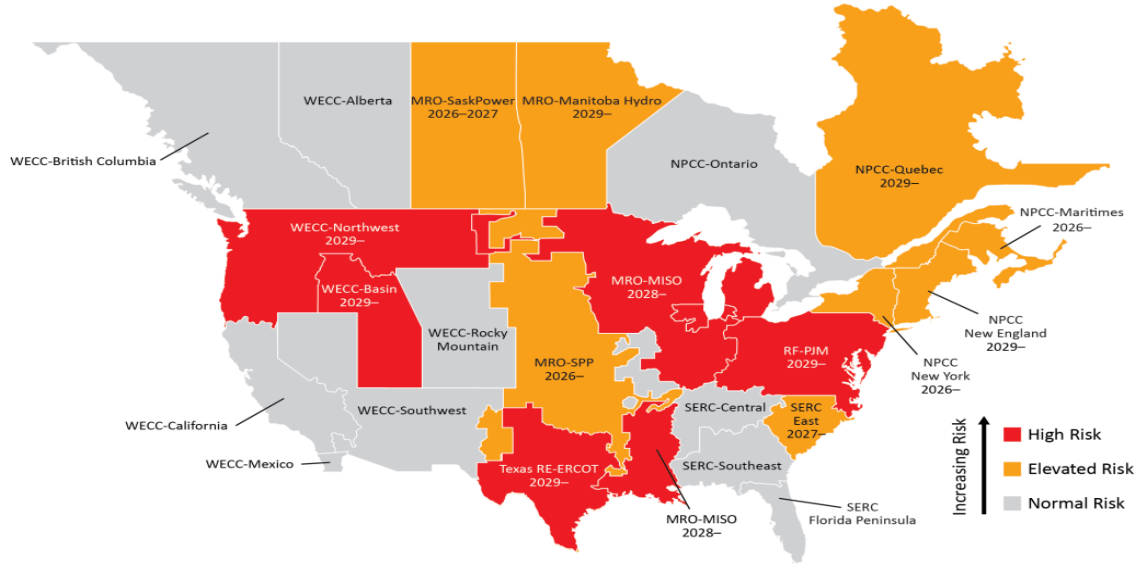 WECC-Alberta
MRO-SaskPower
2026–2027
MRO-Manitoba Hydro
2029–
WECC-British Columbia
NPCC-Ontario
NPCC-Quebec
2029–
NPCC-Maritimes
2026–
WECC-Northwest
2029–
WECC-Basin
2029–
MRO-MISO
2028–
WECC-Rocky
Mountain
MRO-SPP
2026–
RF-PJM
2029–
NPCC
New England
2029–
NPCC
New York
2026–
WECC-California
WECC-Southwest
WECC-Mexico
SERC-Central
SERC
East
2027–
SERC-Southeast
Texas RE-ERCOT
2029–
MRO-MISO
2028–
SERC
Florida Peninsula
Increasing Risk
High Risk
Elevated Risk
Normal Risk